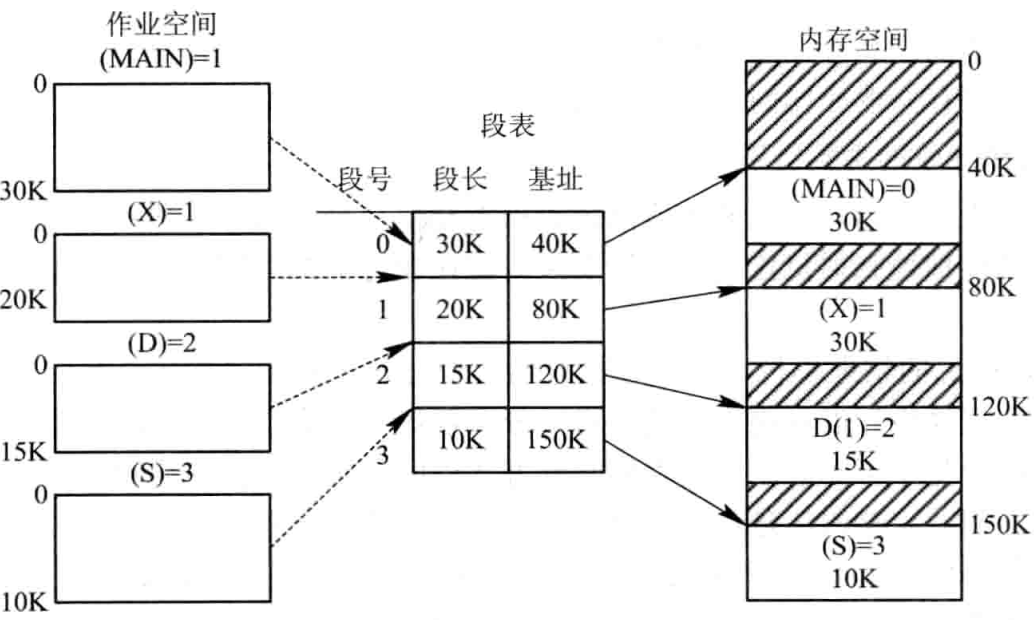 作业空间
(MAIN)=1
0
30K
(X)=1
0
20K
(D)=2
0
15K
(S)=3
0
10K
段表
段号 段长 基址
0 30K 40K
1 20K 80K
2 15K 120K
3 10K 150K
内存空间
0
40K
(MAIN)=0
30K
80K
(X)=1
30K
120K
D(1)=2
15K
150K
(S)=3
10K